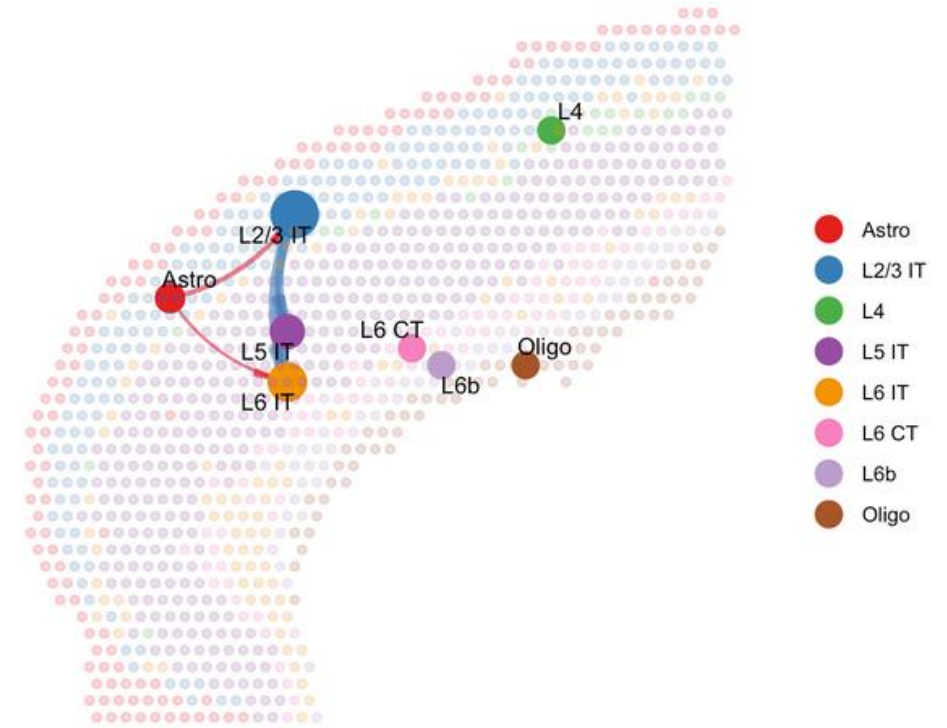 L4
L2/3 IT
Astro
L6 CT
Oligo
L5 IT
L6b
L6 IT
Astro
L2/3 IT
L4
L5 IT
L6 IT
L6 CT
L6b
Oligo